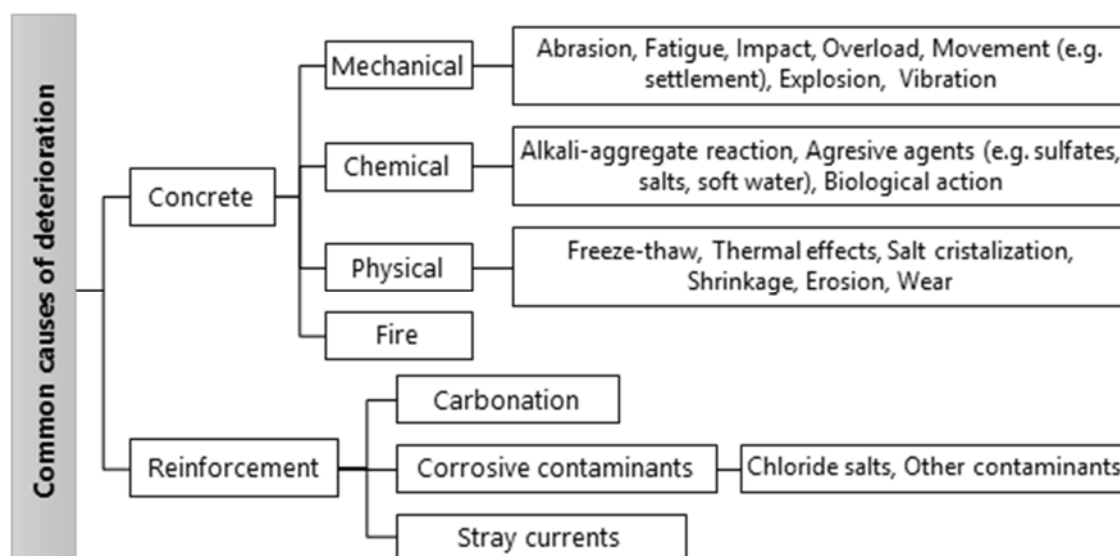 Common causes of deterioration
Concrete
Mechanical
Abrasion, Fatigue, Impact, Overload, Movement (e.g.
settlement), Explosion, Vibration
Chemical
Alkali-aggregate reaction, Agresive agents (e.g. sulfates,
salts, soft water), Biological action
Physical
Freeze-thaw, Thermal effects, Salt cristalization,
Shrinkage, Erosion, Wear
Fire
Reinforcement
Carbonation
Corrosive contaminants
Chloride salts, Other contaminants
Stray currents